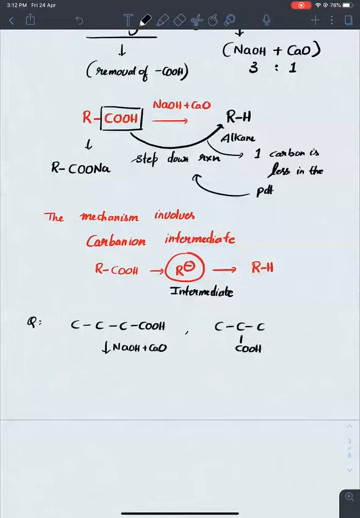 3:12 PM Fri 24 Apr
78%
(NaOH + CaO)
(removal of -COOH)
3 : 1
NaOH + CaO
R-COOH → R-H
Alkane
R-COONa
step down rxn
1 carbon is
less in the
pdt
The mechanism involves
Carbanion intermediate
R-COOH → R⊖ → R-H
Intermediate
Q: C - C - C - COOH , C - C - C
↓ NaOH + CaO
COOH